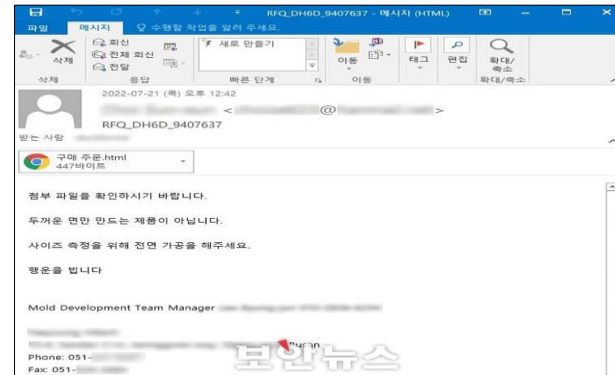 RFQ_DH6D_9407637 - 메시지 (HTML)
파일 메시지 수행할 작업을 알려 주세요.
삭제
회신
전체 회신
전달
새로 만들기
이동
태그
편집
확대/
축소
삭제 응답 빠른 단계 이동 확대/축소
2022-07-21 (목) 오후 12:42
< @ >
RFQ_DH6D_9407637
받는 사람
구매 주문.html
447바이트
첨부 파일을 확인하시기 바랍니다.
두꺼운 면만 만드는 제품이 아닙니다.
사이즈 측정을 위해 전면 가공을 해주세요.
행운을 빕니다
Mold Development Team Manager
Busan
Phone: 051-
Fax: 051-
보안뉴스